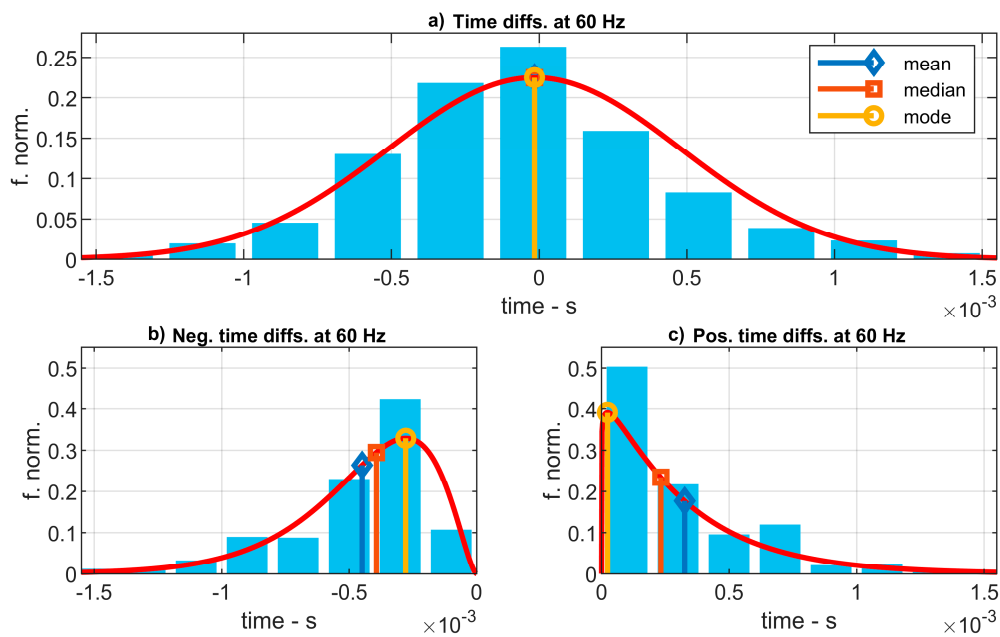 a) Time diffs. at 60 Hz
f. norm.
0.25
0.2
0.15
0.1
0.05
0
mean
median
mode
-1.5 -1 -0.5 0 0.5 1 1.5
time - s
×10⁻³
b) Neg. time diffs. at 60 Hz
f. norm.
0.5
0.4
0.3
0.2
0.1
0
-1.5 -1 -0.5 0
time - s
×10⁻³
c) Pos. time diffs. at 60 Hz
f. norm.
0.5
0.4
0.3
0.2
0.1
0
0 0.5 1 1.5
time - s
×10⁻³